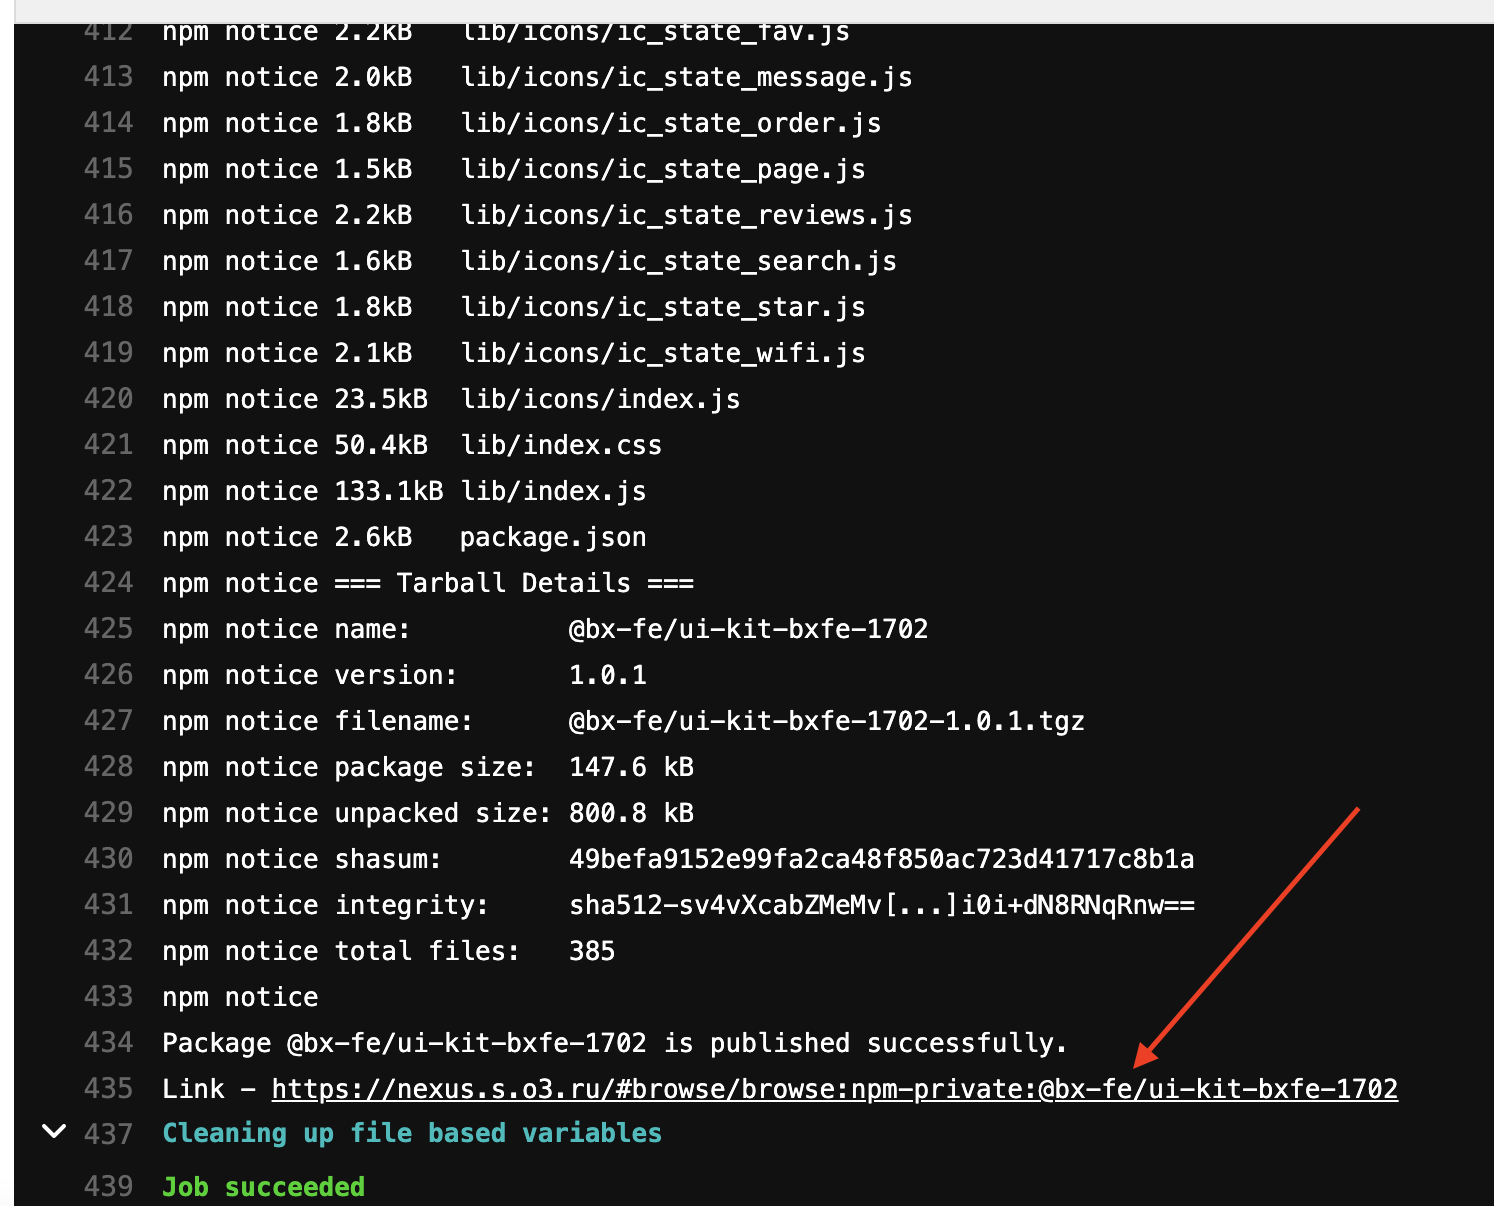 412 npm notice 2.2kB lib/icons/ic_state_fav.js
413 npm notice 2.0kB lib/icons/ic_state_message.js
414 npm notice 1.8kB lib/icons/ic_state_order.js
415 npm notice 1.5kB lib/icons/ic_state_page.js
416 npm notice 2.2kB lib/icons/ic_state_reviews.js
417 npm notice 1.6kB lib/icons/ic_state_search.js
418 npm notice 1.8kB lib/icons/ic_state_star.js
419 npm notice 2.1kB lib/icons/ic_state_wifi.js
420 npm notice 23.5kB lib/icons/index.js
421 npm notice 50.4kB lib/index.css
422 npm notice 133.1kB lib/index.js
423 npm notice 2.6kB package.json
424 npm notice === Tarball Details ===
425 npm notice name: @bx-fe/ui-kit-bxfe-1702
426 npm notice version: 1.0.1
427 npm notice filename: @bx-fe/ui-kit-bxfe-1702-1.0.1.tgz
428 npm notice package size: 147.6 kB
429 npm notice unpacked size: 800.8 kB
430 npm notice shasum: 49befa9152e99fa2ca48f850ac723d41717c8b1a
431 npm notice integrity: sha512-sv4vXcabZMeMv[...]i0i+dN8RNqRnw==
432 npm notice total files: 385
433 npm notice
434 Package @bx-fe/ui-kit-bxfe-1702 is published successfully.
435 Link - https://nexus.s.o3.ru/#browse/browse:npm-private:@bx-fe/ui-kit-bxfe-1702
437 Cleaning up file based variables
439 Job succeeded